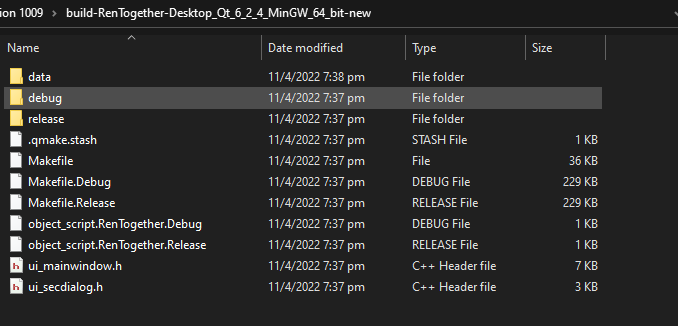 ion 1009 > build-RenTogether-Desktop_Qt_6_2_4_MinGW_64_bit-new
Name Date modified Type Size
data 11/4/2022 7:38 pm File folder
debug 11/4/2022 7:37 pm File folder
release 11/4/2022 7:37 pm File folder
.qmake.stash 11/4/2022 7:37 pm STASH File 1 KB
Makefile 11/4/2022 7:37 pm File 36 KB
Makefile.Debug 11/4/2022 7:37 pm DEBUG File 229 KB
Makefile.Release 11/4/2022 7:37 pm RELEASE File 229 KB
object_script.RenTogether.Debug 11/4/2022 7:37 pm DEBUG File 1 KB
object_script.RenTogether.Release 11/4/2022 7:37 pm RELEASE File 1 KB
h ui_mainwindow.h 11/4/2022 7:37 pm C++ Header file 7 KB
h ui_secdialog.h 11/4/2022 7:37 pm C++ Header file 3 KB